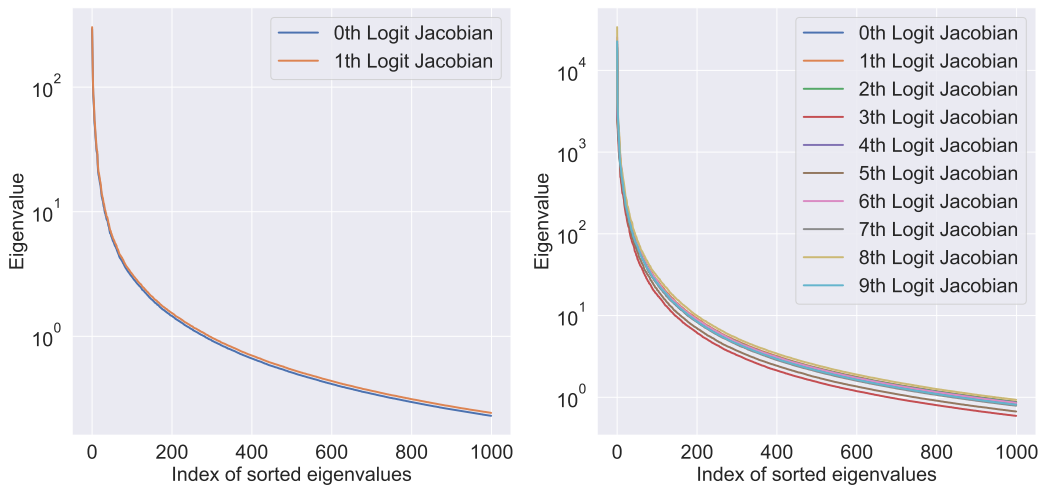 0th Logit Jacobian
1th Logit Jacobian
10^2
10^1
10^0
Eigenvalue
0 200 400 600 800 1000
Index of sorted eigenvalues
0th Logit Jacobian
1th Logit Jacobian
2th Logit Jacobian
3th Logit Jacobian
4th Logit Jacobian
5th Logit Jacobian
6th Logit Jacobian
7th Logit Jacobian
8th Logit Jacobian
9th Logit Jacobian
10^4
10^3
10^2
10^1
10^0
Eigenvalue
0 200 400 600 800 1000
Index of sorted eigenvalues